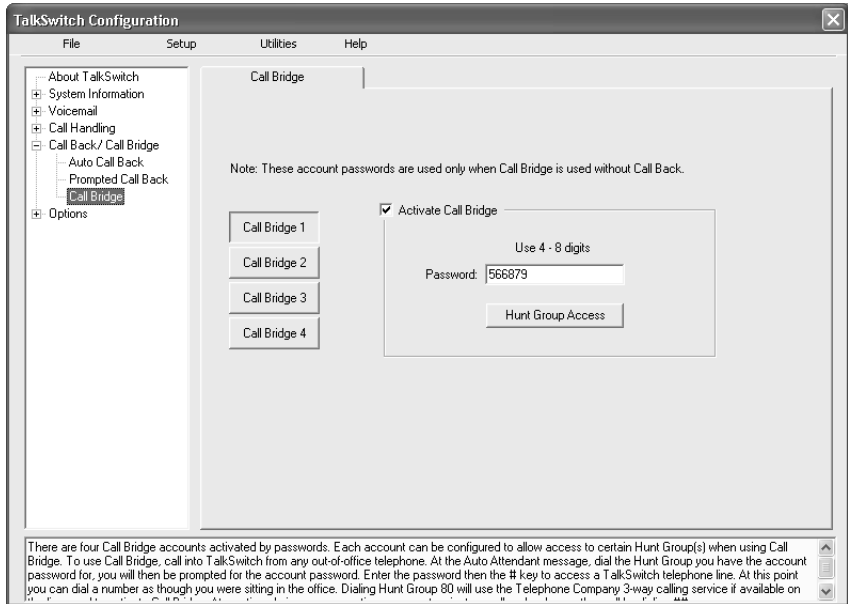 TalkSwitch Configuration
File Setup Utilities Help
About TalkSwitch
System Information
Voicemail
Call Handling
Call Back/ Call Bridge
Auto Call Back
Prompted Call Back
Call Bridge
Options
Call Bridge
Note: These account passwords are used only when Call Bridge is used without Call Back.
Call Bridge 1
Call Bridge 2
Call Bridge 3
Call Bridge 4
Activate Call Bridge
Use 4 - 8 digits
Password: 566879
Hunt Group Access
There are four Call Bridge accounts activated by passwords. Each account can be configured to allow access to certain Hunt Group(s) when using Call
Bridge. To use Call Bridge, call into TalkSwitch from any out-of-office telephone. At the Auto Attendant message, dial the Hunt Group you have the account
password for, you will then be prompted for the account password. Enter the password then the # key to access a TalkSwitch telephone line. At this point
you can dial a number as though you were sitting in the office. Dialing Hunt Group 80 will use the Telephone Company 3-way calling service if available on